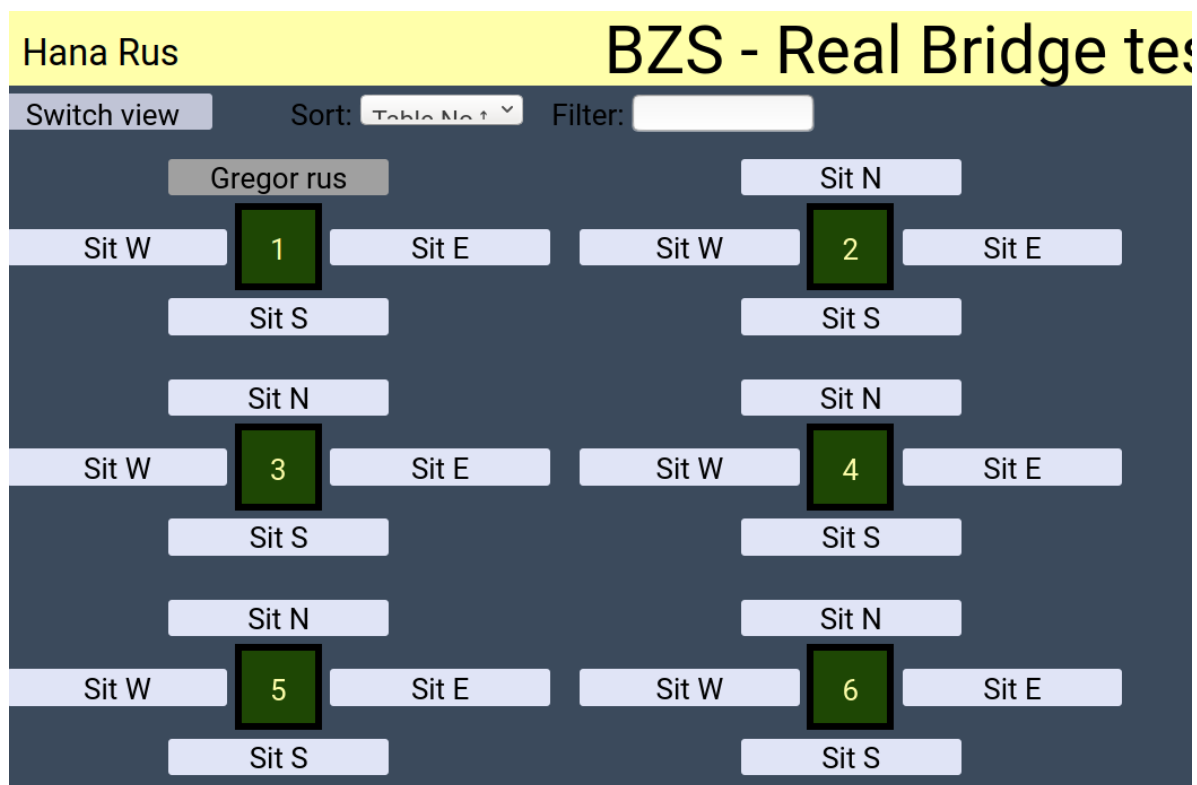 Hana Rus BZS - Real Bridge tes
Switch view Sort: Table No ↑ Filter:
Gregor rus Sit N
Sit W 1 Sit E Sit W 2 Sit E
Sit S Sit S
Sit N Sit N
Sit W 3 Sit E Sit W 4 Sit E
Sit S Sit S
Sit N Sit N
Sit W 5 Sit E Sit W 6 Sit E
Sit S Sit S